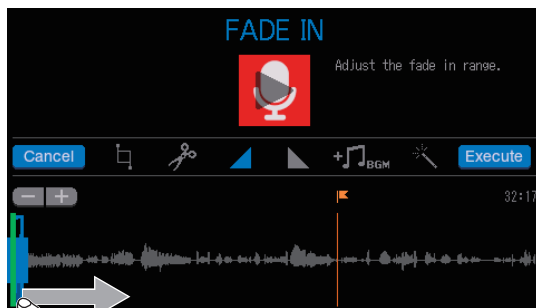 FADE IN
Adjust the fade in range.
Cancel
+
BGM
Execute
− +
32:17